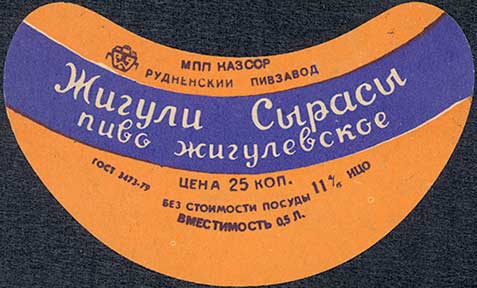 МПП КАЗССР
РУДНЕНСКИЙ ПИВЗАВОД
Жигули Сырасы
пиво жигулевское
ГОСТ 3473-79
ЦЕНА 25 КОП.
БЕЗ СТОИМОСТИ ПОСУДЫ 11% НЦО
ВМЕСТИМОСТЬ 0,5 Л.